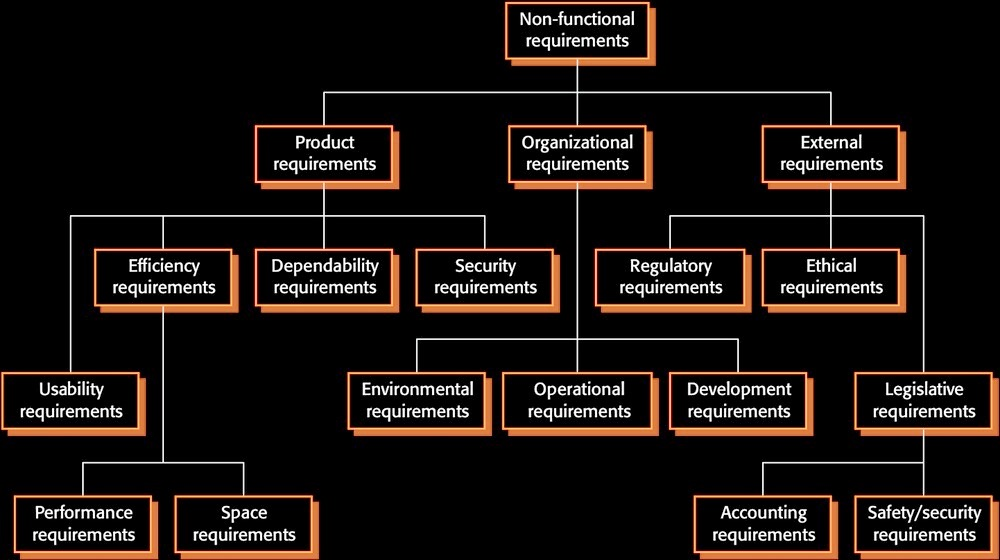 Non-functional
requirements
Product
requirements
Organizational
requirements
External
requirements
Efficiency
requirements
Dependability
requirements
Security
requirements
Regulatory
requirements
Ethical
requirements
Usability
requirements
Environmental
requirements
Operational
requirements
Development
requirements
Legislative
requirements
Performance
requirements
Space
requirements
Accounting
requirements
Safety/security
requirements